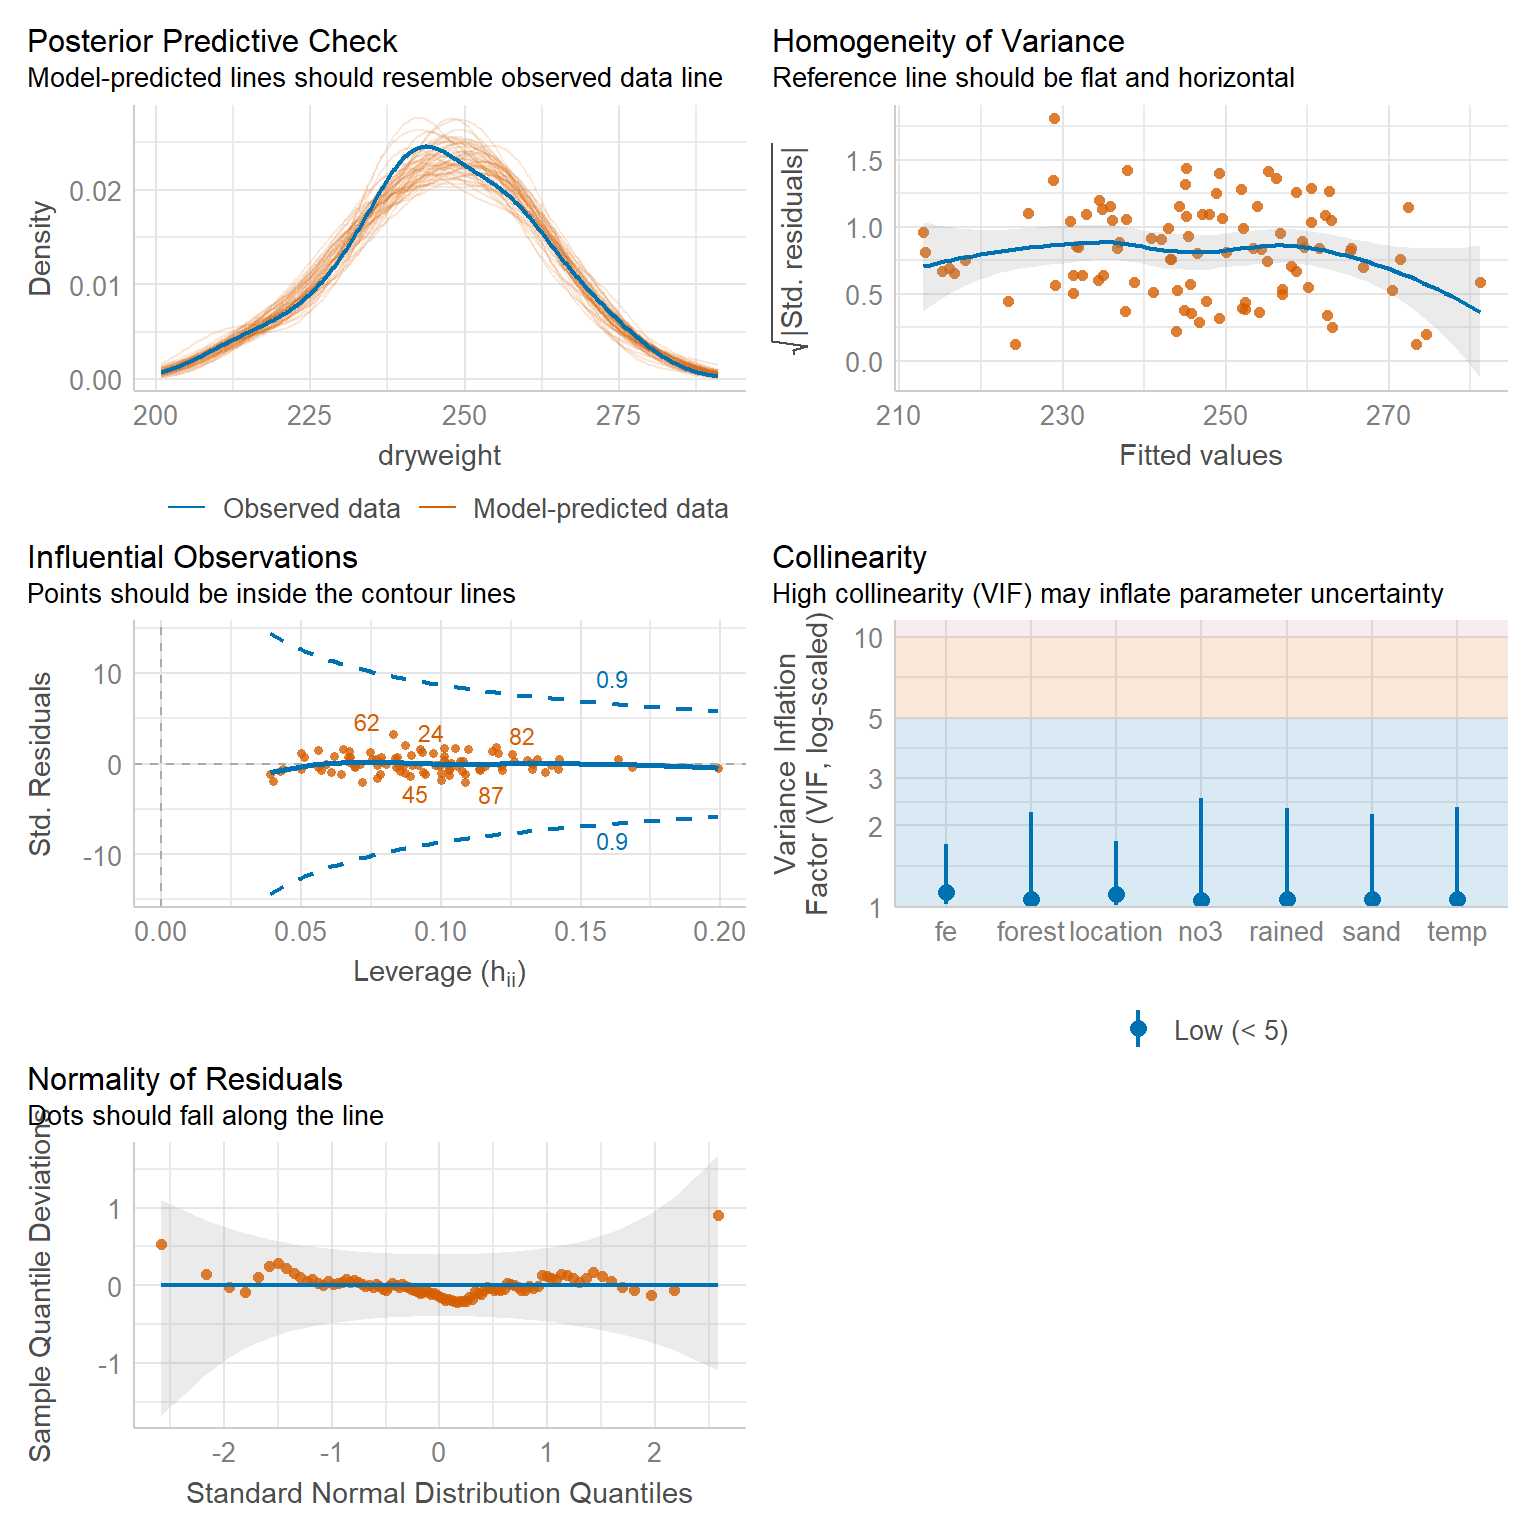 Posterior Predictive Check
Model-predicted lines should resemble observed data line
Density
0.02
0.01
0.00
200 225 250 275
dryweight
Observed data Model-predicted data
Homogeneity of Variance
Reference line should be flat and horizontal
√|Std. residuals|
1.5
1.0
0.5
0.0
210 230 250 270
Fitted values
Influential Observations
Points should be inside the contour lines
Std. Residuals
10
0
-10
0.9
62 24 82
45 87
0.9
0.00 0.05 0.10 0.15 0.20
Leverage (hii)
Collinearity
High collinearity (VIF) may inflate parameter uncertainty
Variance Inflation
Factor (VIF, log-scaled)
10
5
3
2
1
fe forest location no3 rained sand temp
Low (< 5)
Normality of Residuals
Dots should fall along the line
Sample Quantile Deviations
1
0
-1
-2 -1 0 1 2
Standard Normal Distribution Quantiles